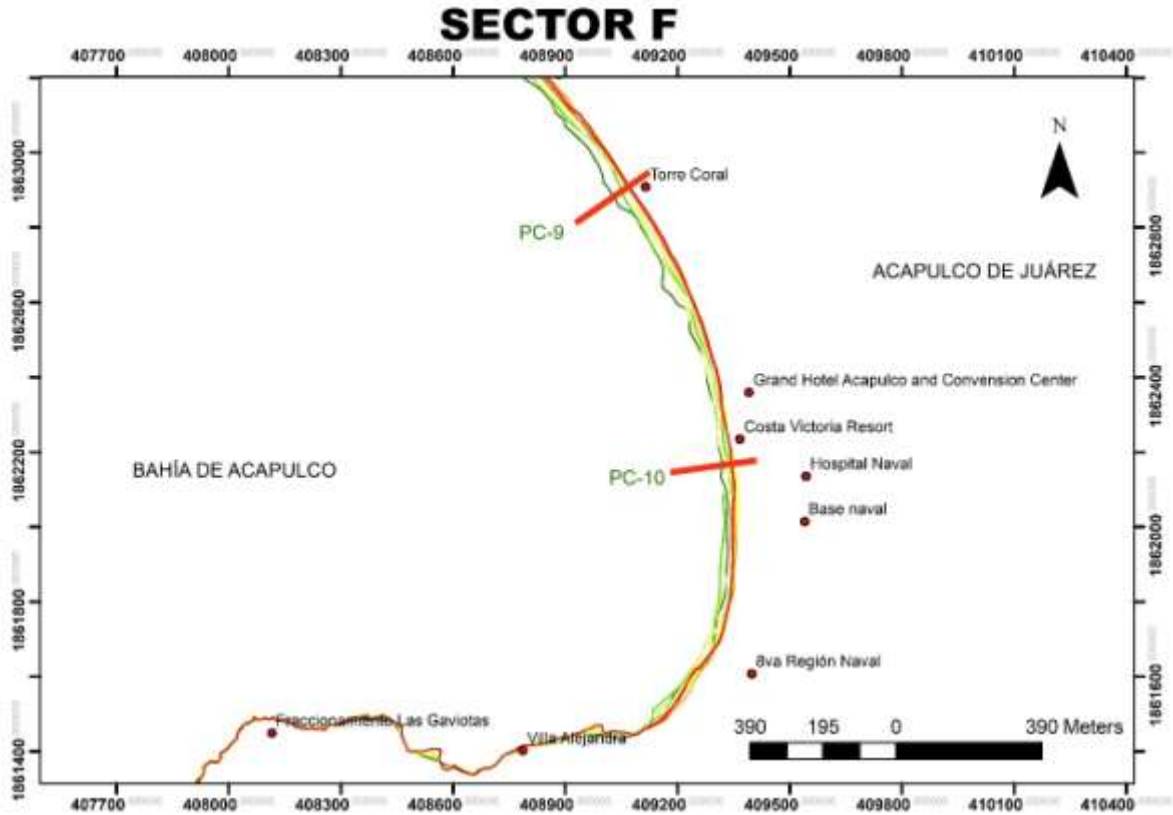 SECTOR F
407700 408000 408300 408600 408900 409200 409500 409800 410100 410400
1863000
N
Torre Coral
PC-9
1862800
ACAPULCO DE JUÁREZ
1862600
Grand Hotel Acapulco and Convension Center
1862400
Costa Victoria Resort
1862200
BAHÍA DE ACAPULCO
PC-10
Hospital Naval
Base naval
1862000
1861800
8va Región Naval
1861600
Fraccionamiento Las Gaviotas
390 195 0 390 Meters
Villa Alejandra
1861400
407700 408000 408300 408600 408900 409200 409500 409800 410100 410400